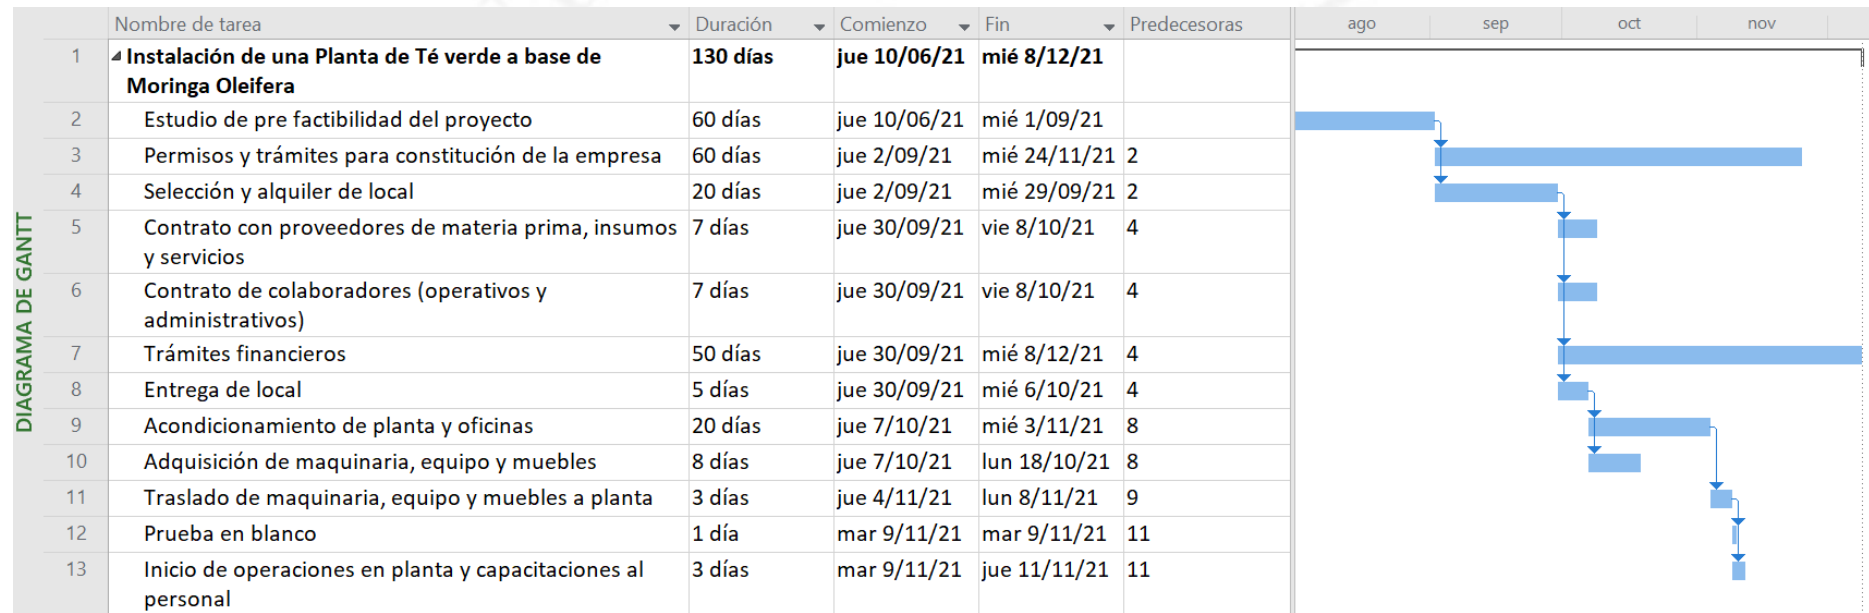 Nombre de tarea Duración Comienzo Fin Predecesoras ago sep oct nov
1 Instalación de una Planta de Té verde a base de 130 días jue 10/06/21 mié 8/12/21
Moringa Oleifera
2 Estudio de pre factibilidad del proyecto 60 días jue 10/06/21 mié 1/09/21
3 Permisos y trámites para constitución de la empresa 60 días jue 2/09/21 mié 24/11/21 2
4 Selección y alquiler de local 20 días jue 2/09/21 mié 29/09/21 2
5 Contrato con proveedores de materia prima, insumos 7 días jue 30/09/21 vie 8/10/21 4
y servicios
6 Contrato de colaboradores (operativos y 7 días jue 30/09/21 vie 8/10/21 4
administrativos)
7 Trámites financieros 50 días jue 30/09/21 mié 8/12/21 4
8 Entrega de local 5 días jue 30/09/21 mié 6/10/21 4
9 Acondicionamiento de planta y oficinas 20 días jue 7/10/21 mié 3/11/21 8
10 Adquisición de maquinaria, equipo y muebles 8 días jue 7/10/21 lun 18/10/21 8
11 Traslado de maquinaria, equipo y muebles a planta 3 días jue 4/11/21 lun 8/11/21 9
12 Prueba en blanco 1 día mar 9/11/21 mar 9/11/21 11
13 Inicio de operaciones en planta y capacitaciones al 3 días mar 9/11/21 jue 11/11/21 11
personal
DIAGRAMA DE GANTT